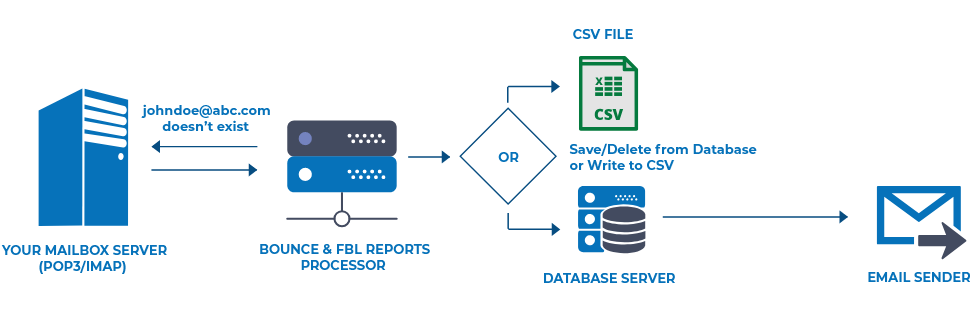 CSV FILE
johndoe@abc.com
doesn't exist
X
CSV
OR
Save/Delete from Database
or Write to CSV
YOUR MAILBOX SERVER
(POP3/IMAP)
BOUNCE & FBL REPORTS
PROCESSOR
DATABASE SERVER
EMAIL SENDER